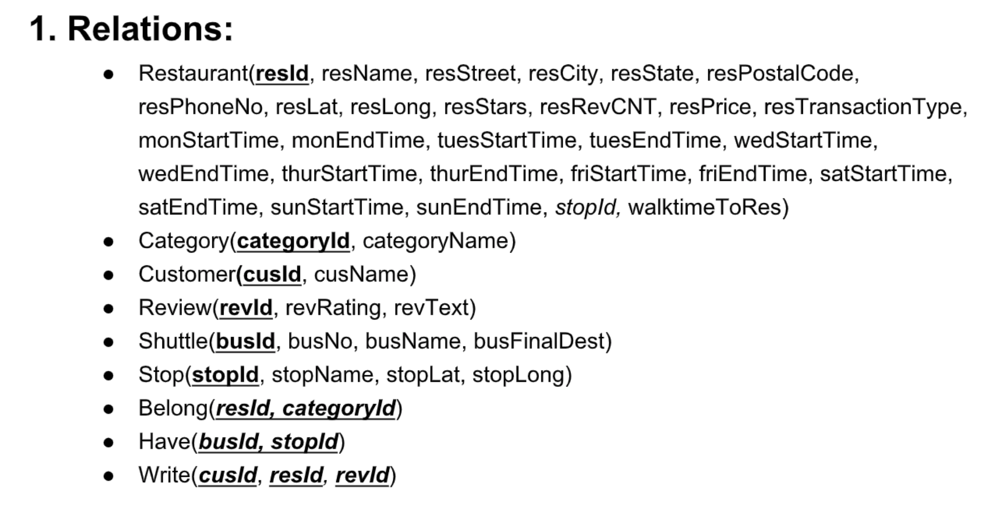 1. Relations:
● Restaurant(resId, resName, resStreet, resCity, resState, resPostalCode,
resPhoneNo, resLat, resLong, resStars, resRevCNT, resPrice, resTransactionType,
monStartTime, monEndTime, tuesStartTime, tuesEndTime, wedStartTime,
wedEndTime, thurStartTime, thurEndTime, friStartTime, friEndTime, satStartTime,
satEndTime, sunStartTime, sunEndTime, stopId, walktimeToRes)
● Category(categoryId, categoryName)
● Customer(cusId, cusName)
● Review(revId, revRating, revText)
● Shuttle(busId, busNo, busName, busFinalDest)
● Stop(stopId, stopName, stopLat, stopLong)
● Belong(resId, categoryId)
● Have(busId, stopId)
● Write(cusId, resId, revId)